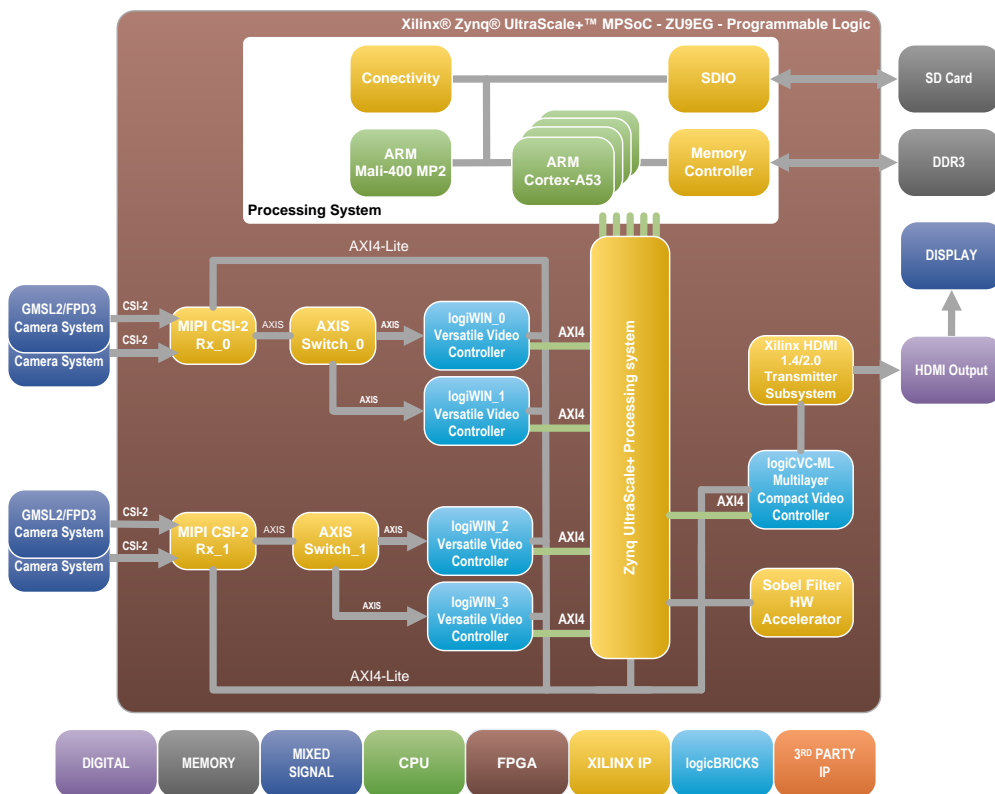 Xilinx® Zynq® UltraScale+™ MPSoC - ZU9EG - Programmable Logic
Conectivity
SDIO
SD Card
ARM
Mali-400 MP2
ARM
Cortex-A53
Memory
Controller
DDR3
Processing System
AXI4-Lite
DISPLAY
GMSL2/FPD3
Camera System
Camera System
CSI-2
CSI-2
MIPI CSI-2
Rx_0
AXIS
AXIS
Switch_0
AXIS
logiWIN_0
Versatile Video
Controller
AXI4
AXIS
logiWIN_1
Versatile Video
Controller
AXI4
Zynq UltraScale+ Processing system
Xilinx HDMI
1.4/2.0
Transmitter
Subsystem
HDMI Output
logiCVC-ML
Multilayer
Compact Video
Controller
AXI4
GMSL2/FPD3
Camera System
Camera System
CSI-2
CSI-2
MIPI CSI-2
Rx_1
AXIS
AXIS
Switch_1
AXIS
logiWIN_2
Versatile Video
Controller
AXI4
AXIS
logiWIN_3
Versatile Video
Controller
AXI4
Sobel Filter
HW
Accelerator
AXI4-Lite
DIGITAL
MEMORY
MIXED
SIGNAL
CPU
FPGA
XILINX IP
logicBRICKS
3RD PARTY
IP